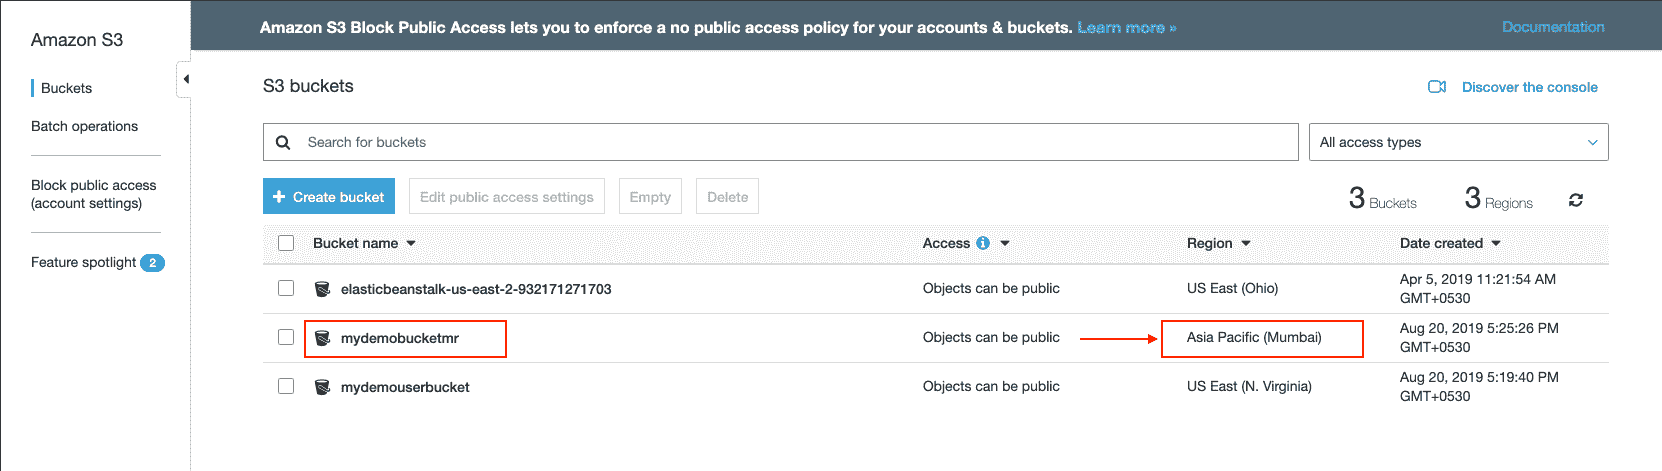 Amazon S3
Buckets
Batch operations
Block public access
(account settings)
Feature spotlight 2
Amazon S3 Block Public Access lets you to enforce a no public access policy for your accounts & buckets. Learn more »
Documentation
S3 buckets
Discover the console
Search for buckets
All access types
+ Create bucket
Edit public access settings
Empty
Delete
3 Buckets
3 Regions
Bucket name
Access
Region
Date created
elasticbeanstalk-us-east-2-932171271703
Objects can be public
US East (Ohio)
Apr 5, 2019 11:21:54 AM
GMT+0530
mydemobucketmr
Objects can be public
Asia Pacific (Mumbai)
Aug 20, 2019 5:25:26 PM
GMT+0530
mydemouserbucket
Objects can be public
US East (N. Virginia)
Aug 20, 2019 5:19:40 PM
GMT+0530